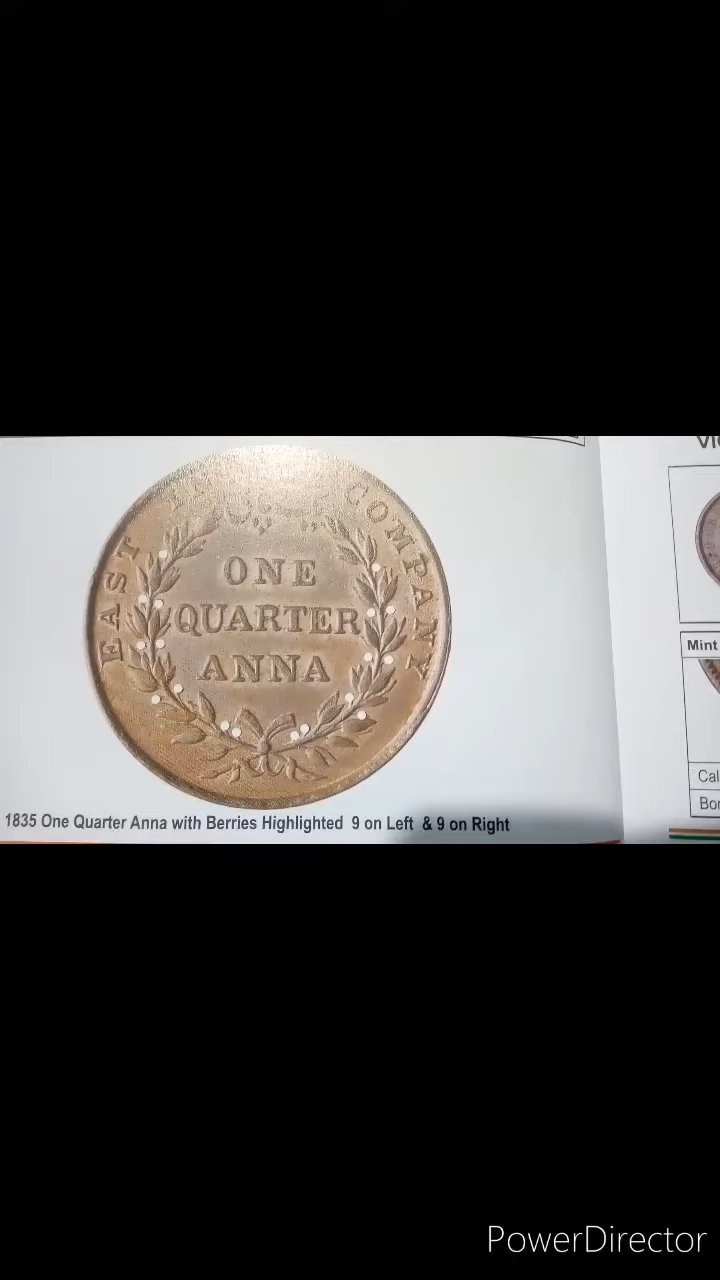 EAST
COMPANY
ONE
QUARTER
ANNA
1835 One Quarter Anna with Berries Highlighted 9 on Left & 9 on Right
Mint
Cal
Bor
PowerDirector